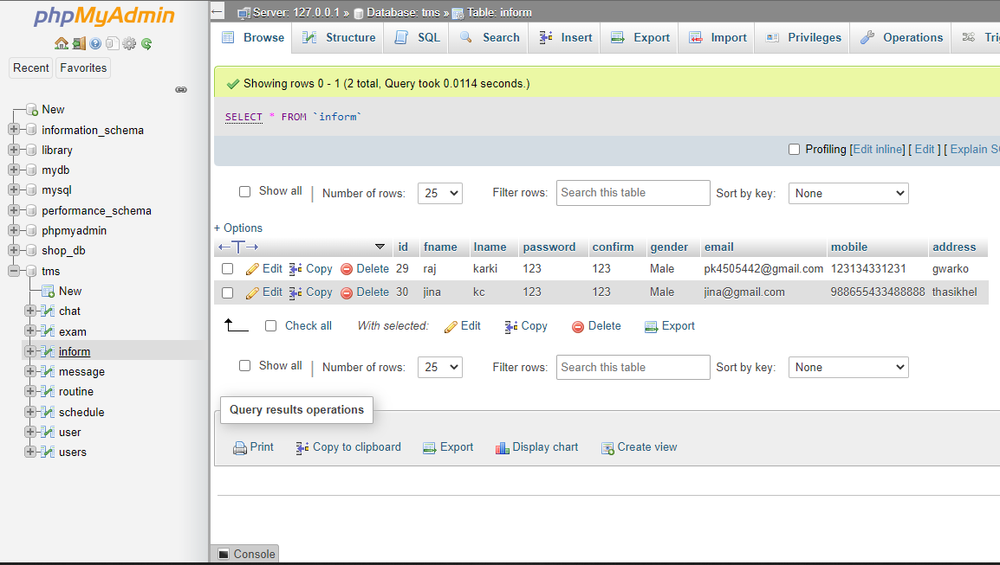 phpMyAdmin
Recent Favorites
New
information_schema
library
mydb
mysql
performance_schema
phpmyadmin
shop_db
tms
New
chat
exam
inform
message
routine
schedule
user
users
Server: 127.0.0.1 » Database: tms » Table: inform
Browse Structure SQL Search Insert Export Import Privileges Operations Tri
Showing rows 0 - 1 (2 total, Query took 0.0114 seconds.)
SELECT * FROM `inform`
Profiling [Edit inline] [ Edit ] [ Explain S
Show all | Number of rows: 25 Filter rows: Search this table Sort by key: None
+ Options
←T→ id fname lname password confirm gender email mobile address
Edit Copy Delete 29 raj karki 123 123 Male pk4505442@gmail.com 123134331231 gwarko
Edit Copy Delete 30 jina kc 123 123 Male jina@gmail.com 988655433488888 thasikhel
Check all With selected: Edit Copy Delete Export
Show all | Number of rows: 25 Filter rows: Search this table Sort by key: None
Query results operations
Print Copy to clipboard Export Display chart Create view
Console